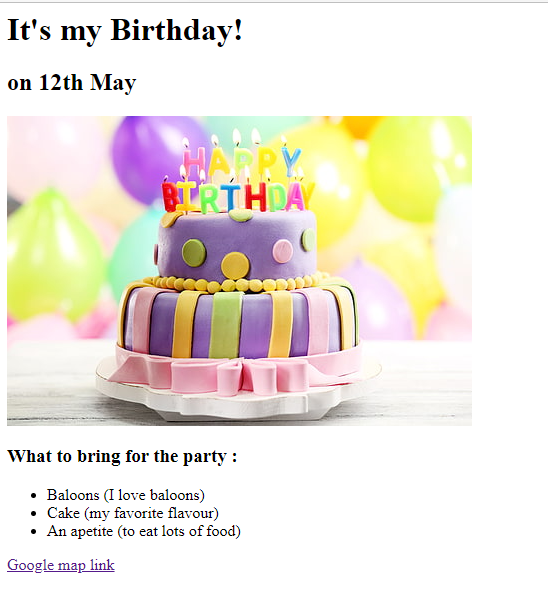 It's my Birthday!
on 12th May
HAPPY
BIRTHDAY
What to bring for the party :
Baloons (I love baloons)
Cake (my favorite flavour)
An apetite (to eat lots of food)
Google map link